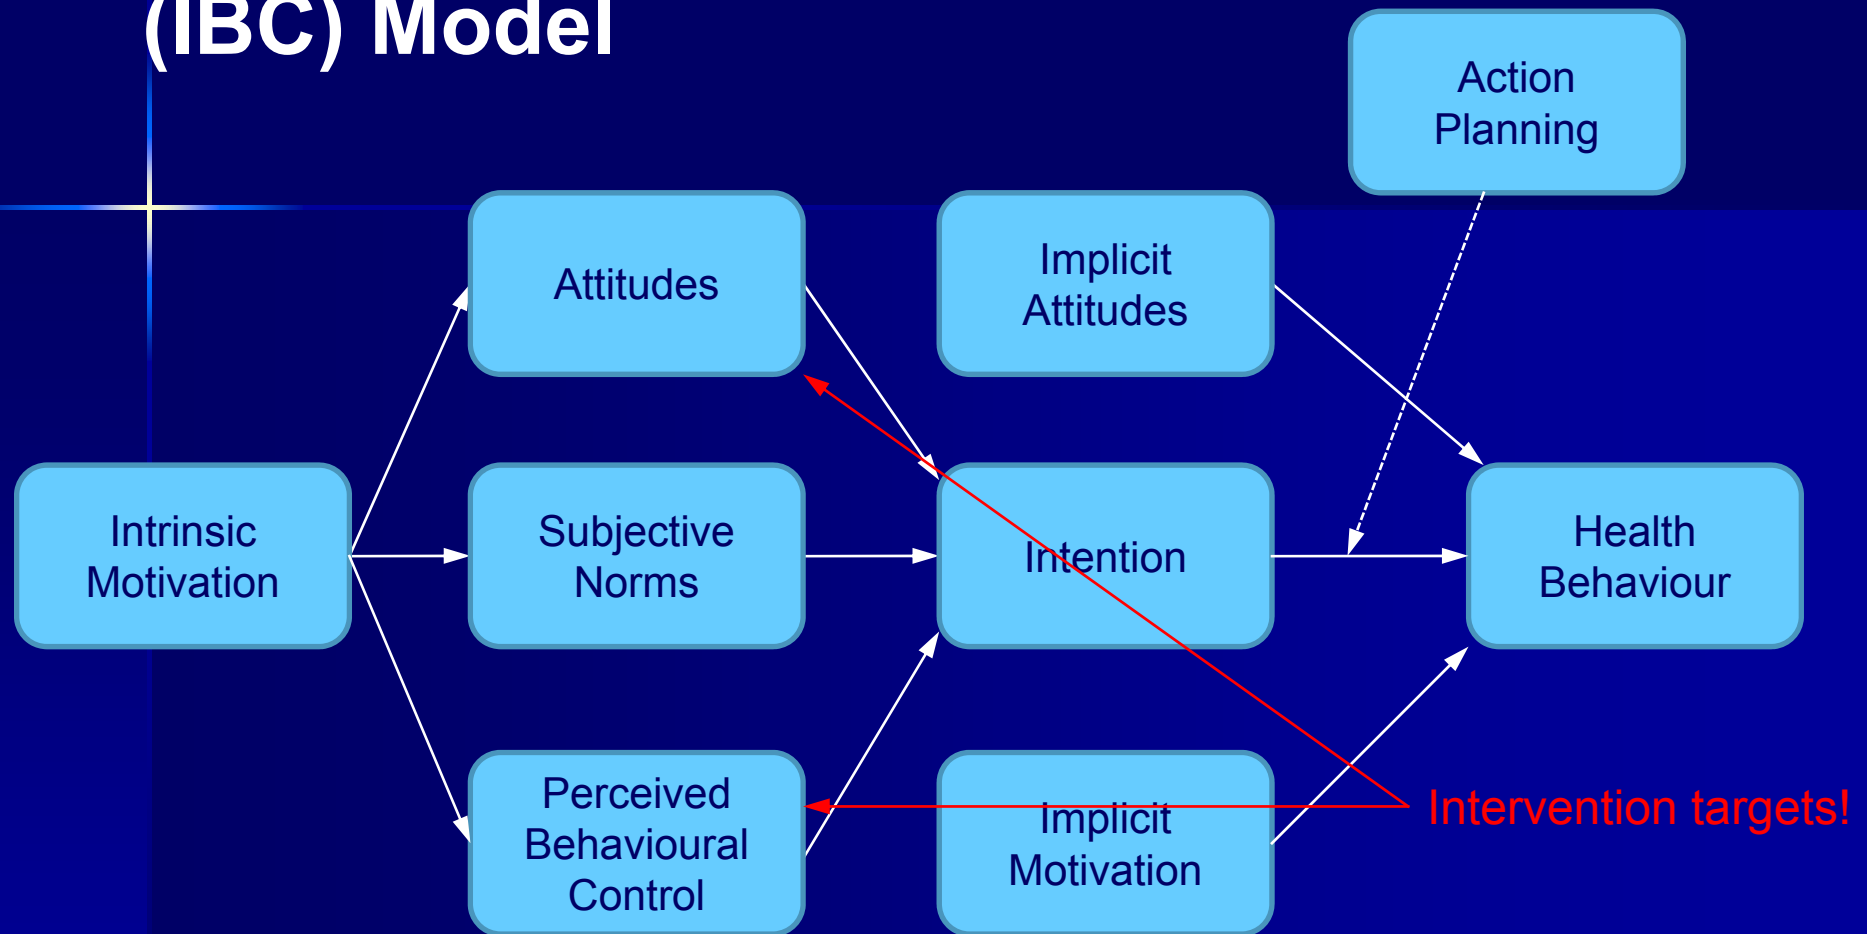 (IBC) Model
Action
Planning
Attitudes
Implicit
Attitudes
Intrinsic
Motivation
Subjective
Norms
Intention
Health
Behaviour
Perceived
Behavioural
Control
Implicit
Motivation
Intervention targets!